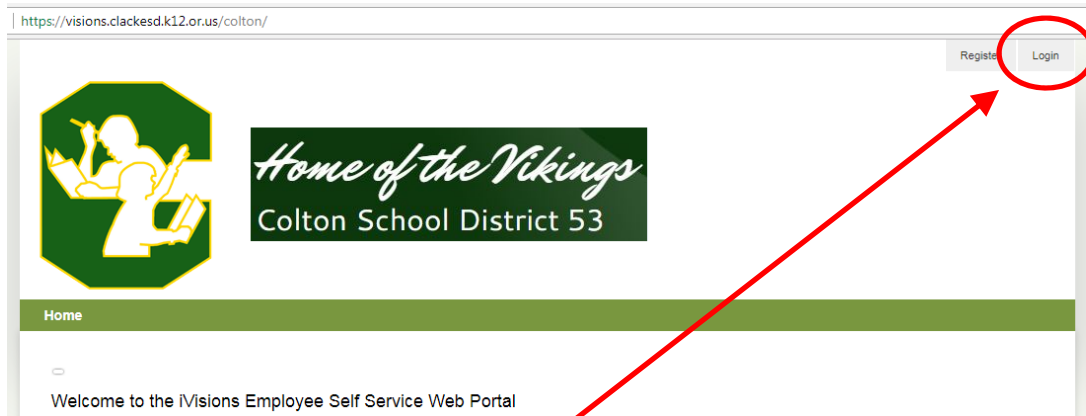 https://visions.clackesd.k12.or.us/colton/
Register Login
Home of the Vikings
Colton School District 53
Home
Welcome to the iVisions Employee Self Service Web Portal